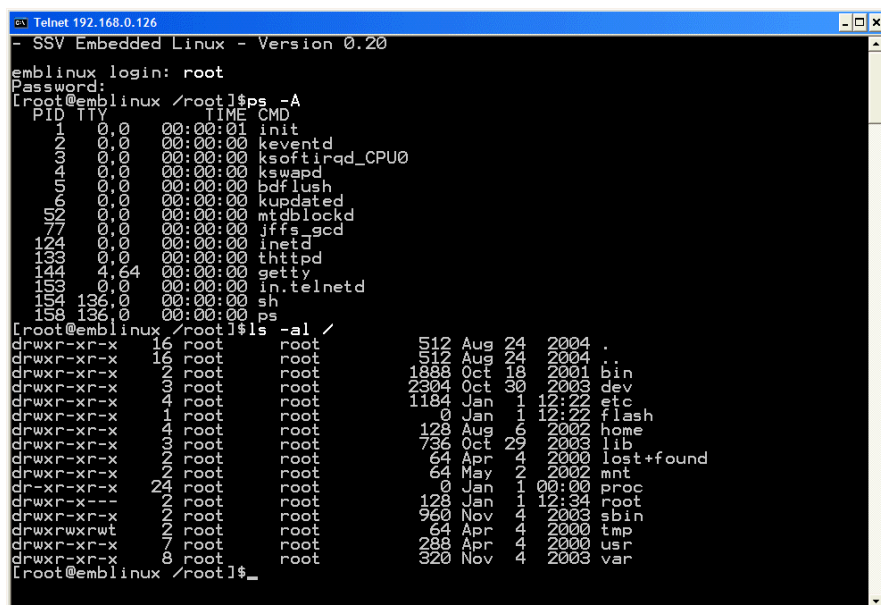 Telnet 192.168.0.126
- SSV Embedded Linux - Version 0.20
emblinux login: root
Password:
[root@emblinux /root]$ps -A
  PID TTY          TIME CMD
    1   0,0    00:00:01 init
    2   0,0    00:00:00 keventd
    3   0,0    00:00:00 ksoftirqd_CPU0
    4   0,0    00:00:00 kswapd
    5   0,0    00:00:00 bdflush
    6   0,0    00:00:00 kupdated
   52   0,0    00:00:00 mtdblockd
   77   0,0    00:00:00 jffs_gcd
  124   0,0    00:00:00 inetd
  133   0,0    00:00:00 thttpd
  144   4,64   00:00:00 getty
  153   0,0    00:00:00 in.telnetd
  154 136,0    00:00:00 sh
  158 136,0    00:00:00 ps
[root@emblinux /root]$ls -al /
drwxr-xr-x   16 root     root          512 Aug 24  2004 .
drwxr-xr-x   16 root     root          512 Aug 24  2004 ..
drwxr-xr-x    2 root     root         1888 Oct 18  2001 bin
drwxr-xr-x    3 root     root         2304 Oct 30  2003 dev
drwxr-xr-x    4 root     root         1184 Jan  1 12:22 etc
drwxr-xr-x    1 root     root            0 Jan  1 12:22 flash
drwxr-xr-x    4 root     root          128 Aug  6  2002 home
drwxr-xr-x    3 root     root          736 Oct 29  2003 lib
drwxr-xr-x    2 root     root           64 Apr  4  2000 lost+found
drwxr-xr-x    2 root     root           64 May  2  2002 mnt
dr-xr-xr-x   24 root     root            0 Jan  1 00:00 proc
drwxr-x---    2 root     root          128 Jan  1 12:34 root
drwxr-xr-x    2 root     root          960 Nov  4  2003 sbin
drwxrwxrwt    2 root     root           64 Apr  4  2000 tmp
drwxr-xr-x    7 root     root          288 Apr  4  2000 usr
drwxr-xr-x    8 root     root          320 Nov  4  2003 var
[root@emblinux /root]$_